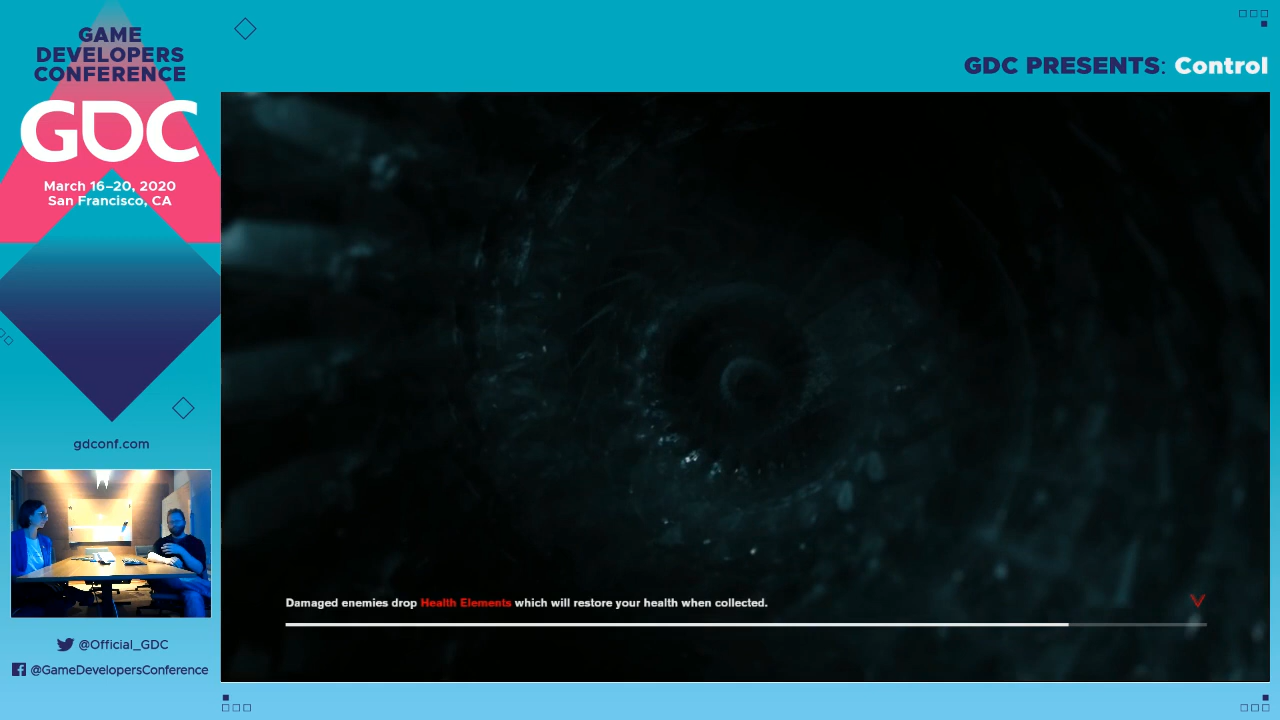 GAME
DEVELOPERS
CONFERENCE
GDC
March 16–20, 2020
San Francisco, CA
gdconf.com
@Official_GDC
@GameDevelopersConference
GDC PRESENTS: Control
Damaged enemies drop Health Elements which will restore your health when collected.